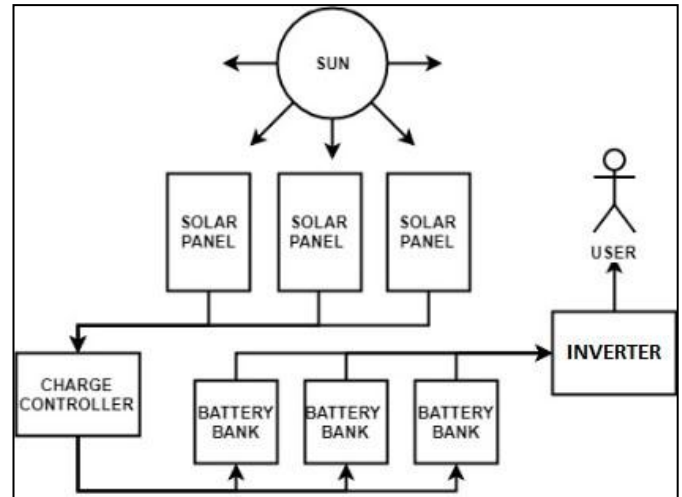 SUN
SOLAR
PANEL
SOLAR
PANEL
SOLAR
PANEL
USER
INVERTER
CHARGE
CONTROLLER
BATTERY
BANK
BATTERY
BANK
BATTERY
BANK